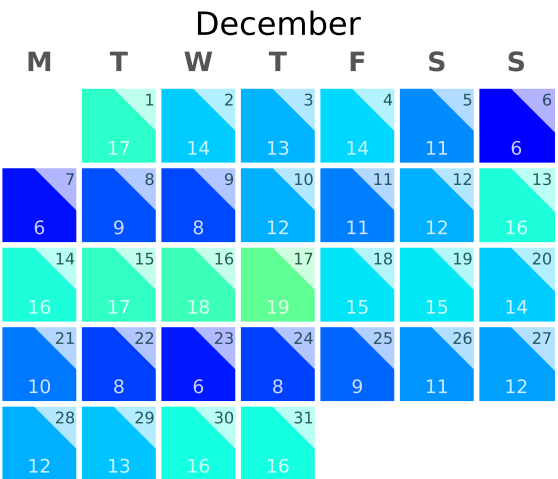 December
M T W T F S S
1 2 3 4 5 6
17 14 13 14 11 6
7 8 9 10 11 12 13
6 9 8 12 11 12 16
14 15 16 17 18 19 20
16 17 18 19 15 15 14
21 22 23 24 25 26 27
10 8 6 8 9 11 12
28 29 30 31
12 13 16 16